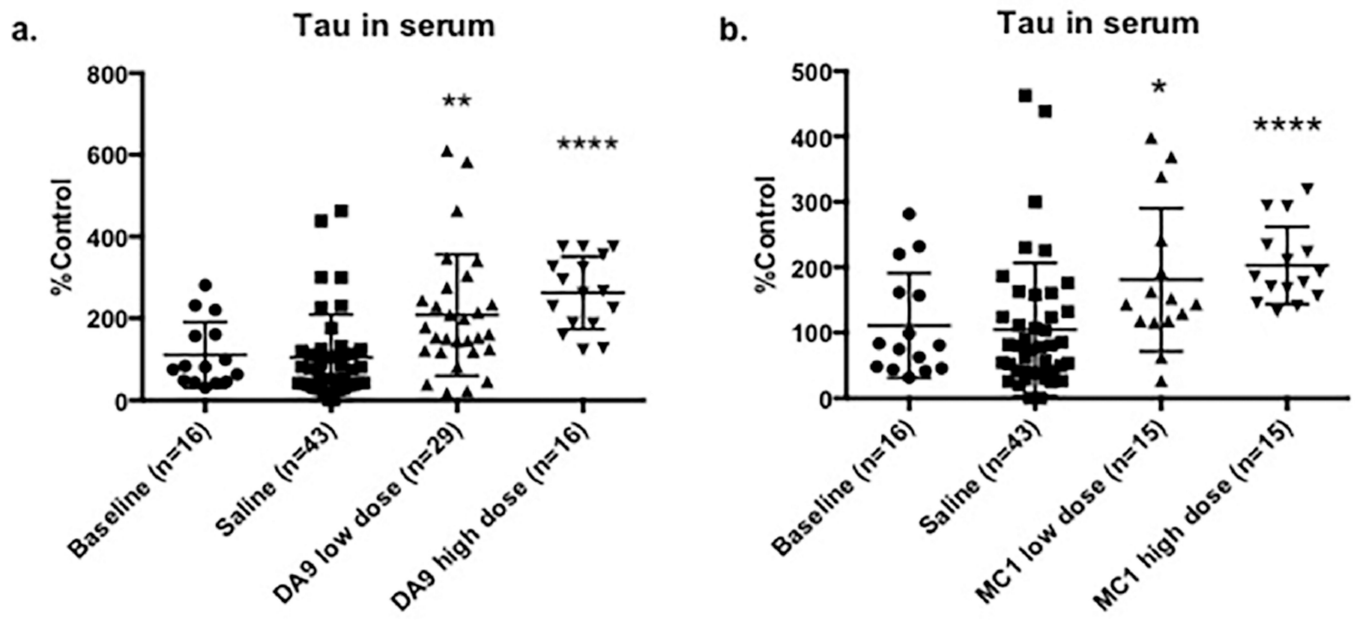 a.
Tau in serum
%Control
800
600
400
200
0
**
****
Baseline (n=16)
Saline (n=43)
DA9 low dose (n=29)
DA9 high dose (n=16)
b.
Tau in serum
%Control
500
400
300
200
100
0
*
****
Baseline (n=16)
Saline (n=43)
MC1 low dose (n=15)
MC1 high dose (n=15)